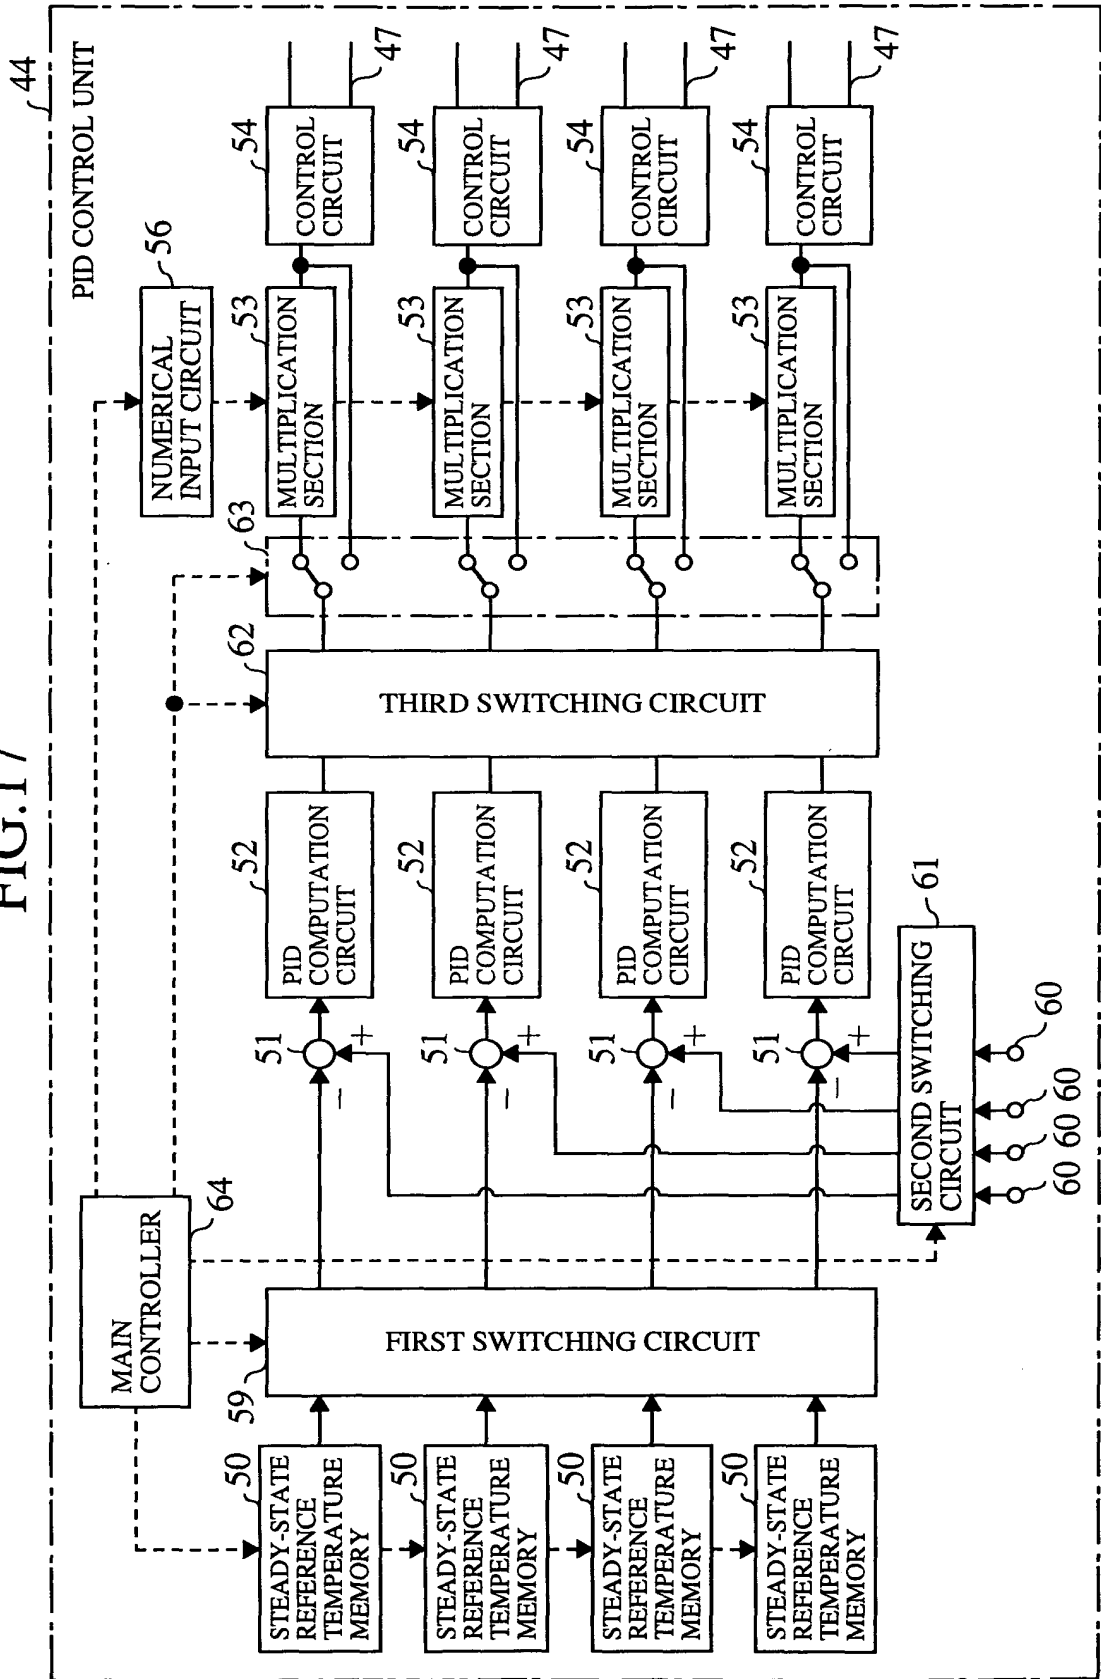 FIG.17
44
PID CONTROL UNIT
MAIN
CONTROLLER
64
NUMERICAL
INPUT CIRCUIT
56
50
STEADY-STATE
REFERENCE
TEMPERATURE
MEMORY
50
STEADY-STATE
REFERENCE
TEMPERATURE
MEMORY
50
STEADY-STATE
REFERENCE
TEMPERATURE
MEMORY
50
STEADY-STATE
REFERENCE
TEMPERATURE
MEMORY
59
FIRST SWITCHING CIRCUIT
51
−
+
51
−
+
51
−
+
51
−
+
SECOND SWITCHING
CIRCUIT
61
60
60
60
60
52
PID
COMPUTATION
CIRCUIT
52
PID
COMPUTATION
CIRCUIT
52
PID
COMPUTATION
CIRCUIT
52
PID
COMPUTATION
CIRCUIT
62
THIRD SWITCHING CIRCUIT
63
53
MULTIPLICATION
SECTION
53
MULTIPLICATION
SECTION
53
MULTIPLICATION
SECTION
53
MULTIPLICATION
SECTION
54
CONTROL
CIRCUIT
47
54
CONTROL
CIRCUIT
47
54
CONTROL
CIRCUIT
47
54
CONTROL
CIRCUIT
47